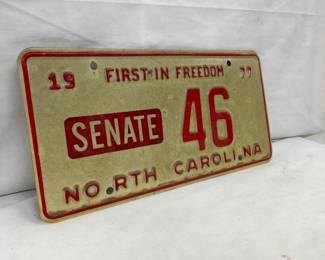 19 FIRST IN FREEDOM 77
SENATE 46
NORTH CAROLINA